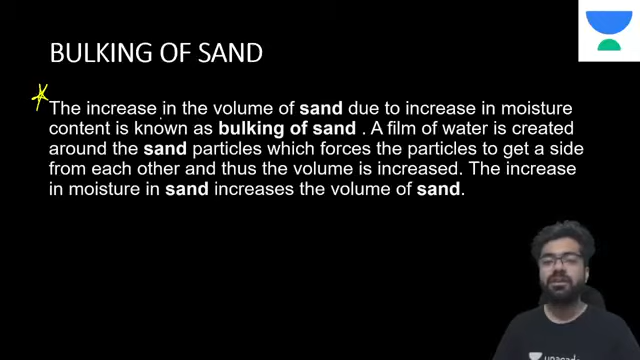 BULKING OF SAND
The increase in the volume of sand due to increase in moisture
content is known as bulking of sand . A film of water is created
around the sand particles which forces the particles to get a side
from each other and thus the volume is increased. The increase
in moisture in sand increases the volume of sand.